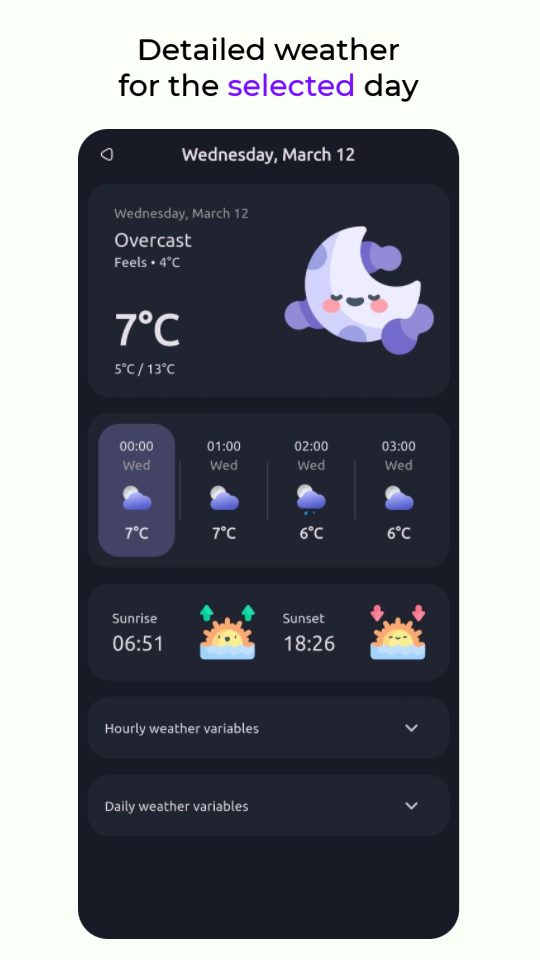 Detailed weather
for the selected day
Wednesday, March 12
Wednesday, March 12
Overcast
Feels • 4°C
7°C
5°C / 13°C
00:00 01:00 02:00 03:00
Wed Wed Wed Wed
7°C 7°C 6°C 6°C
Sunrise Sunset
06:51 18:26
Hourly weather variables
Daily weather variables